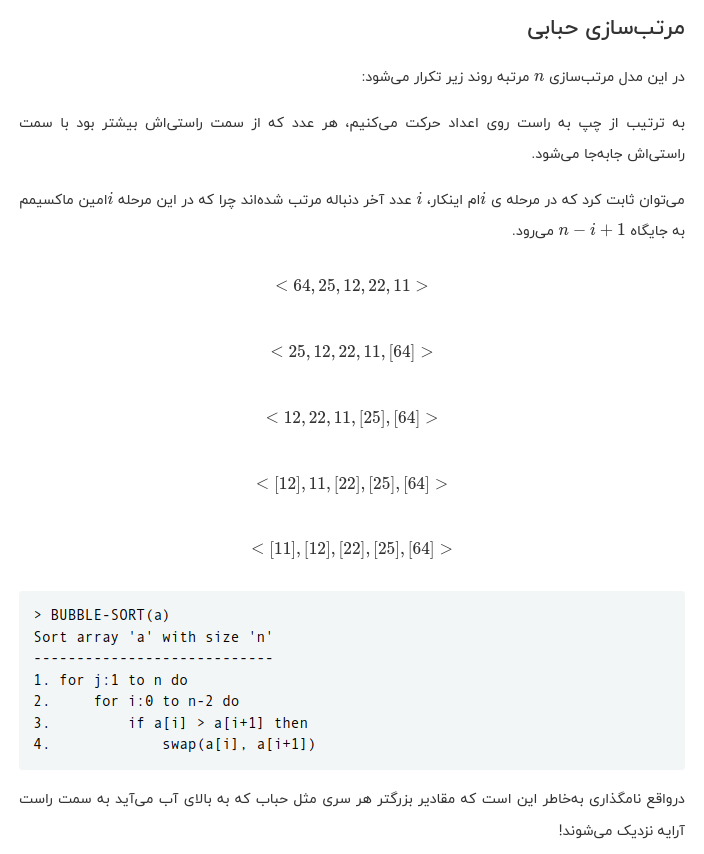 مرتب‌سازی حبابی
در این مدل مرتب‌سازی n مرتبه روند زیر تکرار می‌شود:
به ترتیب از چپ به راست روی اعداد حرکت می‌کنیم، هر عدد که از سمت راستی‌اش بیشتر بود با سمت
راستی‌اش جابه‌جا می‌شود.
می‌توان ثابت کرد که در مرحله ی iام اینکار، i عدد آخر دنباله مرتب شده‌اند چرا که در این مرحله iامین ماکسیمم
به جایگاه n − i + 1 می‌رود.
< 64, 25, 12, 22, 11 >
< 25, 12, 22, 11, [64] >
< 12, 22, 11, [25], [64] >
< [12], 11, [22], [25], [64] >
< [11], [12], [22], [25], [64] >
> BUBBLE-SORT(a)
Sort array 'a' with size 'n'
----------------------------
1. for j:1 to n do
2.     for i:0 to n-2 do
3.         if a[i] > a[i+1] then
4.             swap(a[i], a[i+1])
درواقع نامگذاری به‌خاطر این است که مقادیر بزرگتر هر سری مثل حباب که به بالای آب می‌آید به سمت راست
آرایه نزدیک می‌شوند!